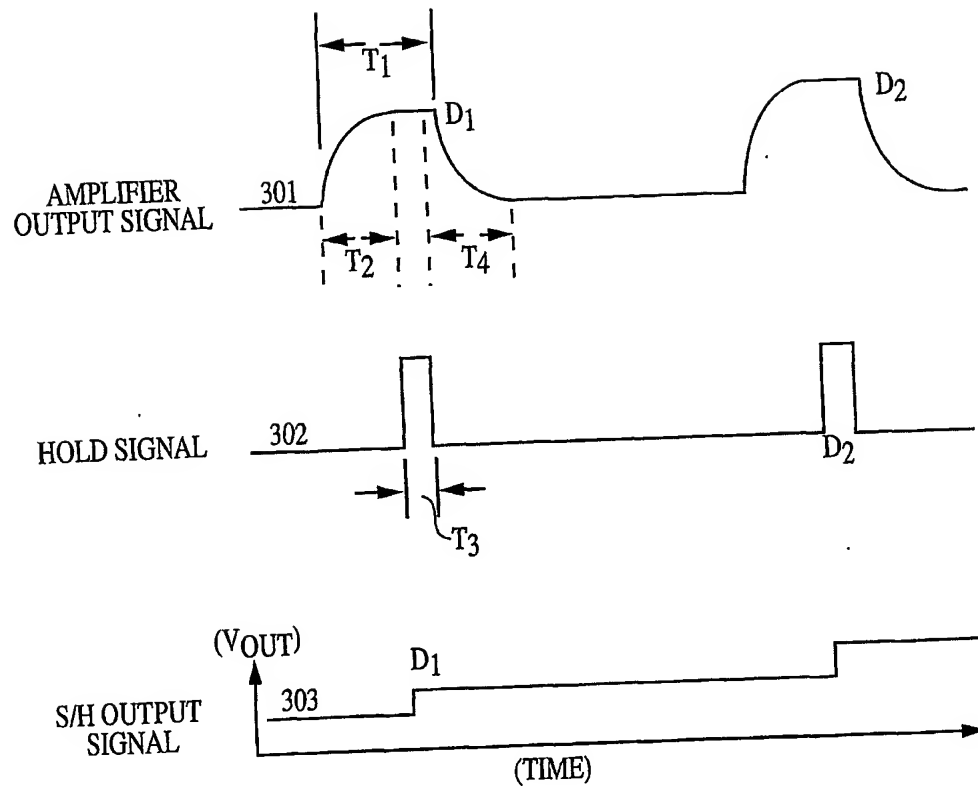 T1
D1
D2
301
AMPLIFIER
OUTPUT SIGNAL
T2
T4
302
HOLD SIGNAL
D2
T3
(VOUT)
D1
303
S/H OUTPUT
SIGNAL
(TIME)